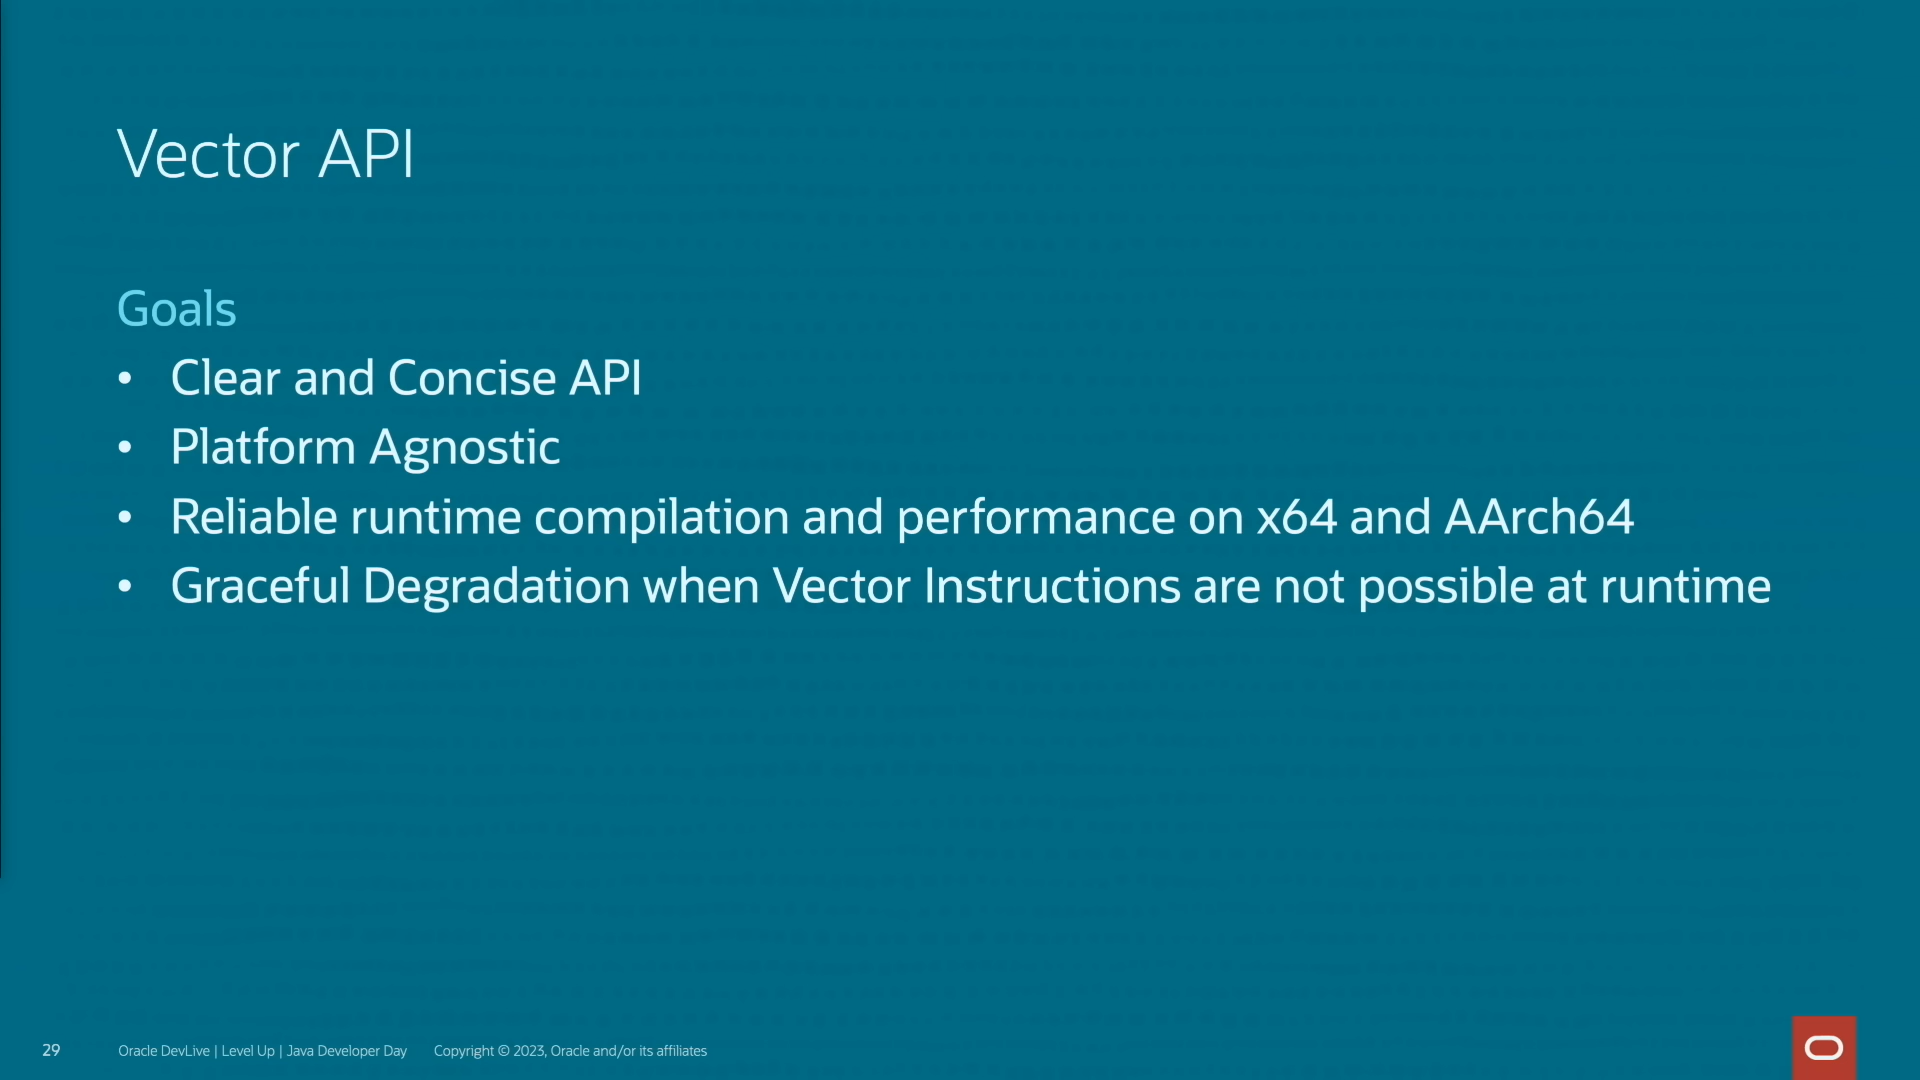 Vector API
Goals
• Clear and Concise API
• Platform Agnostic
• Reliable runtime compilation and performance on x64 and AArch64
• Graceful Degradation when Vector Instructions are not possible at runtime
29 Oracle DevLive | Level Up | Java Developer Day Copyright © 2023, Oracle and/or its affiliates